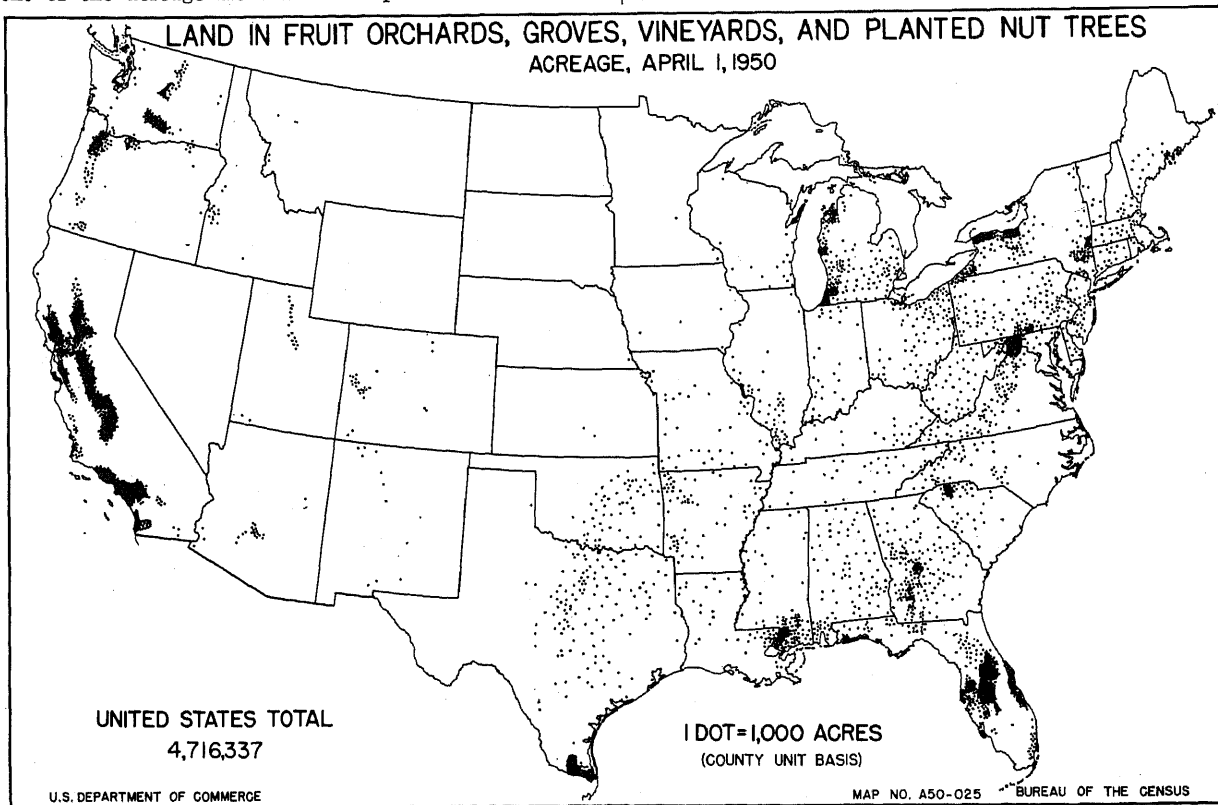 LAND IN FRUIT ORCHARDS, GROVES, VINEYARDS, AND PLANTED NUT TREES
ACREAGE, APRIL 1, 1950
UNITED STATES TOTAL
4,716,337
1 DOT=1,000 ACRES
(COUNTY UNIT BASIS)
U.S. DEPARTMENT OF COMMERCE
MAP NO. A50-025
BUREAU OF THE CENSUS